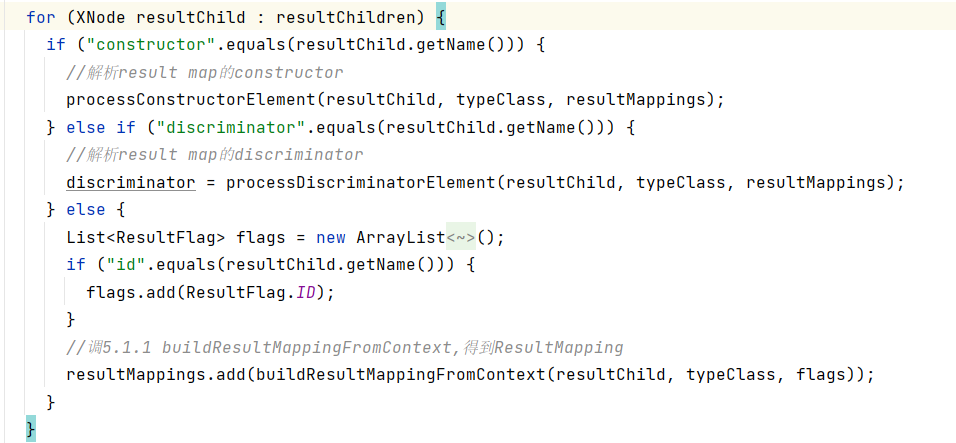 for (XNode resultChild : resultChildren) {
if ("constructor".equals(resultChild.getName())) {
//解析result map的constructor
processConstructorElement(resultChild, typeClass, resultMappings);
} else if ("discriminator".equals(resultChild.getName())) {
//解析result map的discriminator
discriminator = processDiscriminatorElement(resultChild, typeClass, resultMappings);
} else {
List<ResultFlag> flags = new ArrayList<~>();
if ("id".equals(resultChild.getName())) {
flags.add(ResultFlag.ID);
}
//调5.1.1 buildResultMappingFromContext,得到ResultMapping
resultMappings.add(buildResultMappingFromContext(resultChild, typeClass, flags));
}
}